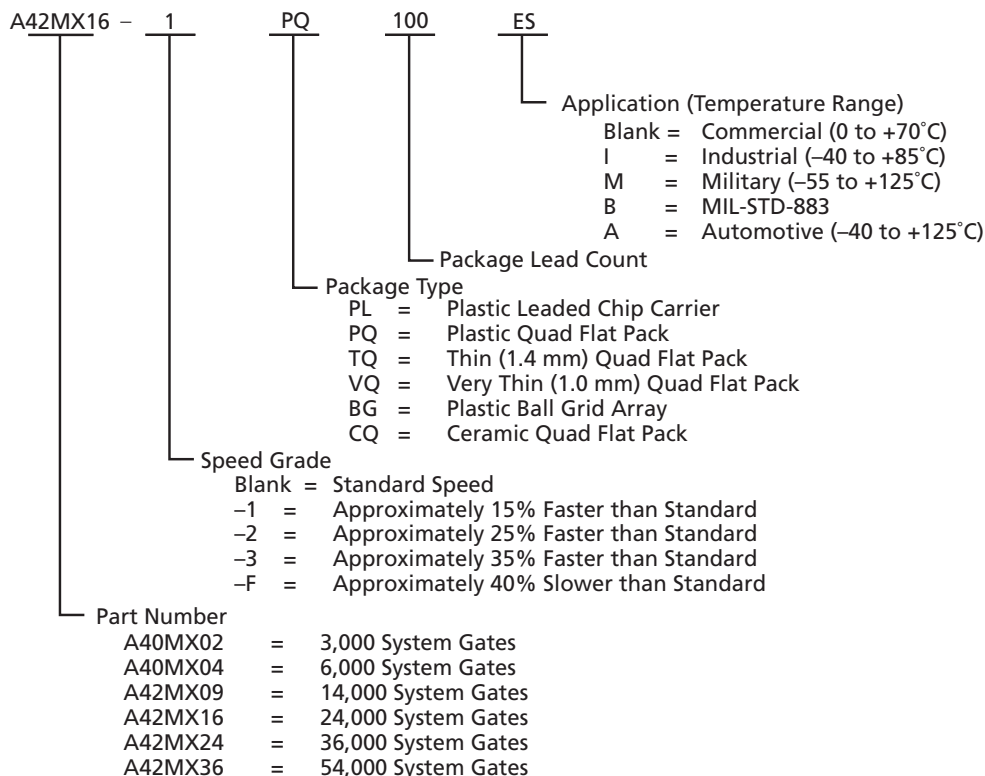 A42MX16 – 1 PQ 100 ES
Application (Temperature Range)
Blank = Commercial (0 to +70˚C)
I = Industrial (–40 to +85˚C)
M = Military (–55 to +125˚C)
B = MIL-STD-883
A = Automotive (–40 to +125˚C)
Package Lead Count
Package Type
PL = Plastic Leaded Chip Carrier
PQ = Plastic Quad Flat Pack
TQ = Thin (1.4 mm) Quad Flat Pack
VQ = Very Thin (1.0 mm) Quad Flat Pack
BG = Plastic Ball Grid Array
CQ = Ceramic Quad Flat Pack
Speed Grade
Blank = Standard Speed
–1 = Approximately 15% Faster than Standard
–2 = Approximately 25% Faster than Standard
–3 = Approximately 35% Faster than Standard
–F = Approximately 40% Slower than Standard
Part Number
A40MX02 = 3,000 System Gates
A40MX04 = 6,000 System Gates
A42MX09 = 14,000 System Gates
A42MX16 = 24,000 System Gates
A42MX24 = 36,000 System Gates
A42MX36 = 54,000 System Gates